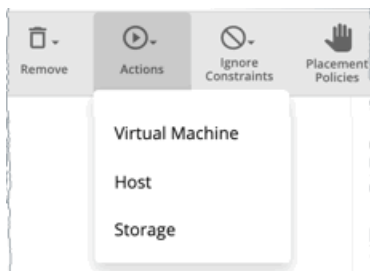 Remove
Actions
Ignore
Constraints
Placement
Policies
Virtual Machine
Host
Storage